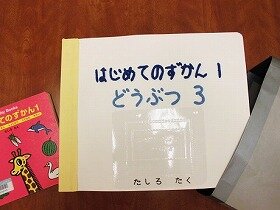 はじめてのずかん 1
どうぶつ 3
たしろ たく
てのずかん1